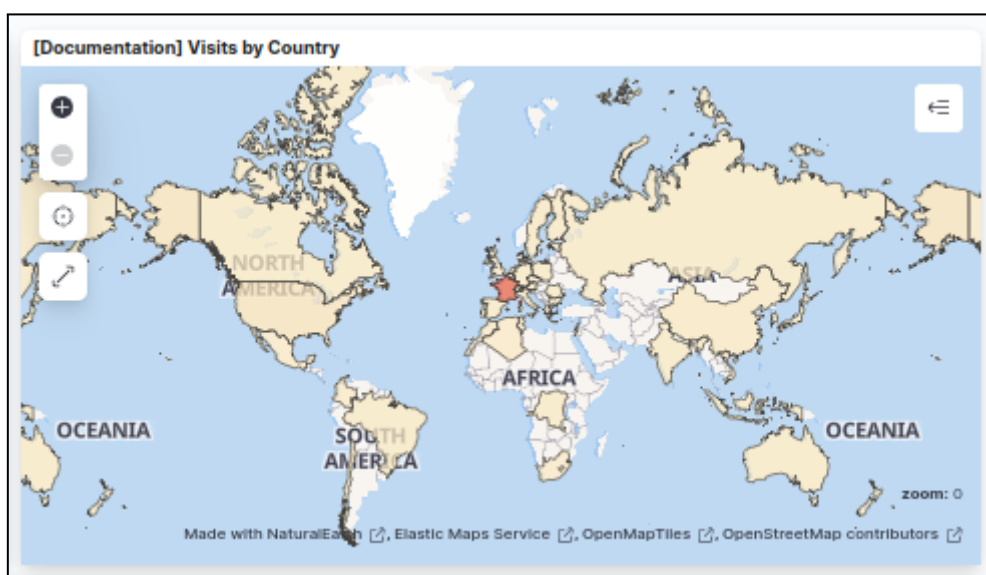 [Documentation] Visits by Country
NORTH
AMERICA
ASIA
AFRICA
OCEANIA
SOUTH
AMERICA
OCEANIA
zoom: 0
Made with NaturalEarth, Elastic Maps Service, OpenMapTiles, OpenStreetMap contributors